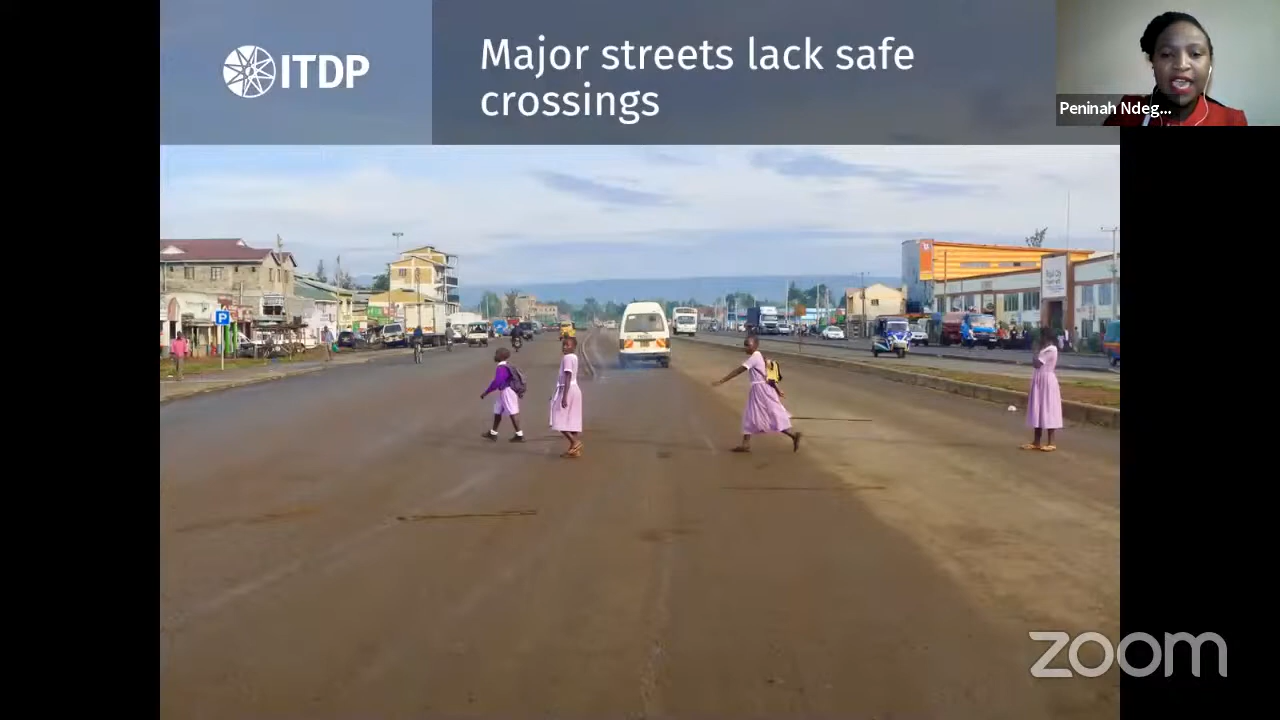 ITDP
Major streets lack safe
crossings
Peninah Ndeg...
P
zoom